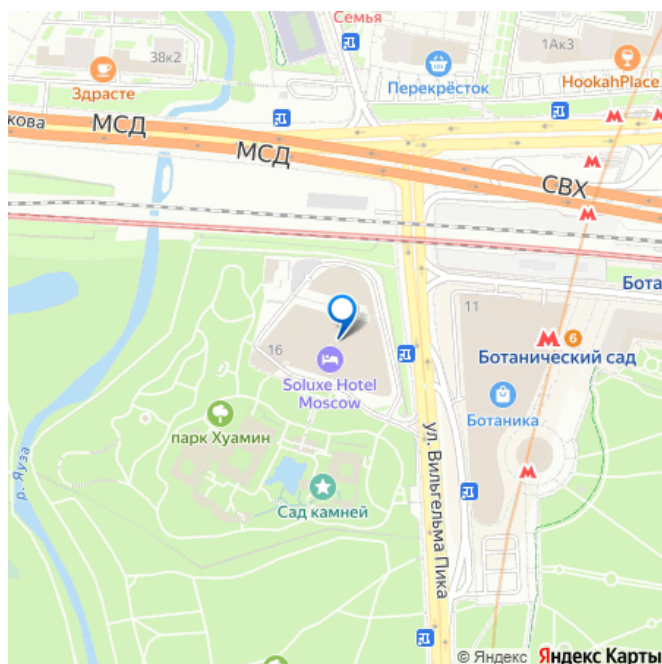 Семья
38к2
1Ак3
Здрасте
Перекрёсток
HookahPlace
кова
МСД
МСД
СВХ
Бота
11
6
Ботанический сад
16
Soluxe Hotel
Moscow
Ботаника
парк Хуамин
ул. Вильгельма Пика
р. Яуза
Сад камней
© Яндекс Яндекс Карты